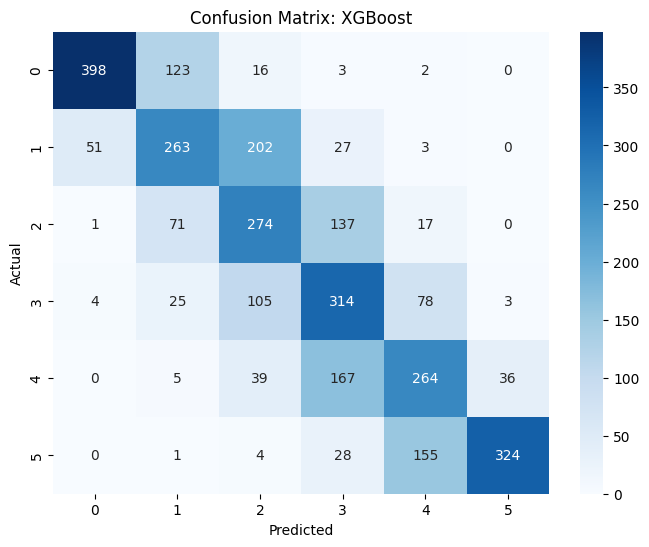 Confusion Matrix: XGBoost
0 398 123 16 3 2 0
1 51 263 202 27 3 0
2 1 71 274 137 17 0
3 4 25 105 314 78 3
4 0 5 39 167 264 36
5 0 1 4 28 155 324
0 1 2 3 4 5
Predicted
Actual
350
300
250
200
150
100
50
0